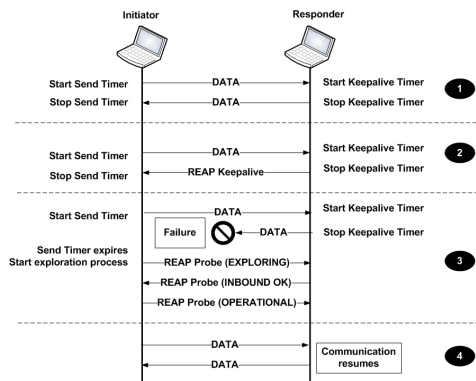 Initiator Responder
Start Send Timer DATA Start Keepalive Timer
1
Stop Send Timer DATA Stop Keepalive Timer
Start Send Timer DATA Start Keepalive Timer
2
Stop Send Timer REAP Keepalive Stop Keepalive Timer
Start Send Timer DATA Start Keepalive Timer
Failure DATA Stop Keepalive Timer
Send Timer expires
Start exploration process REAP Probe (EXPLORING)
3
REAP Probe (INBOUND OK)
REAP Probe (OPERATIONAL)
DATA Communication
4
DATA resumes